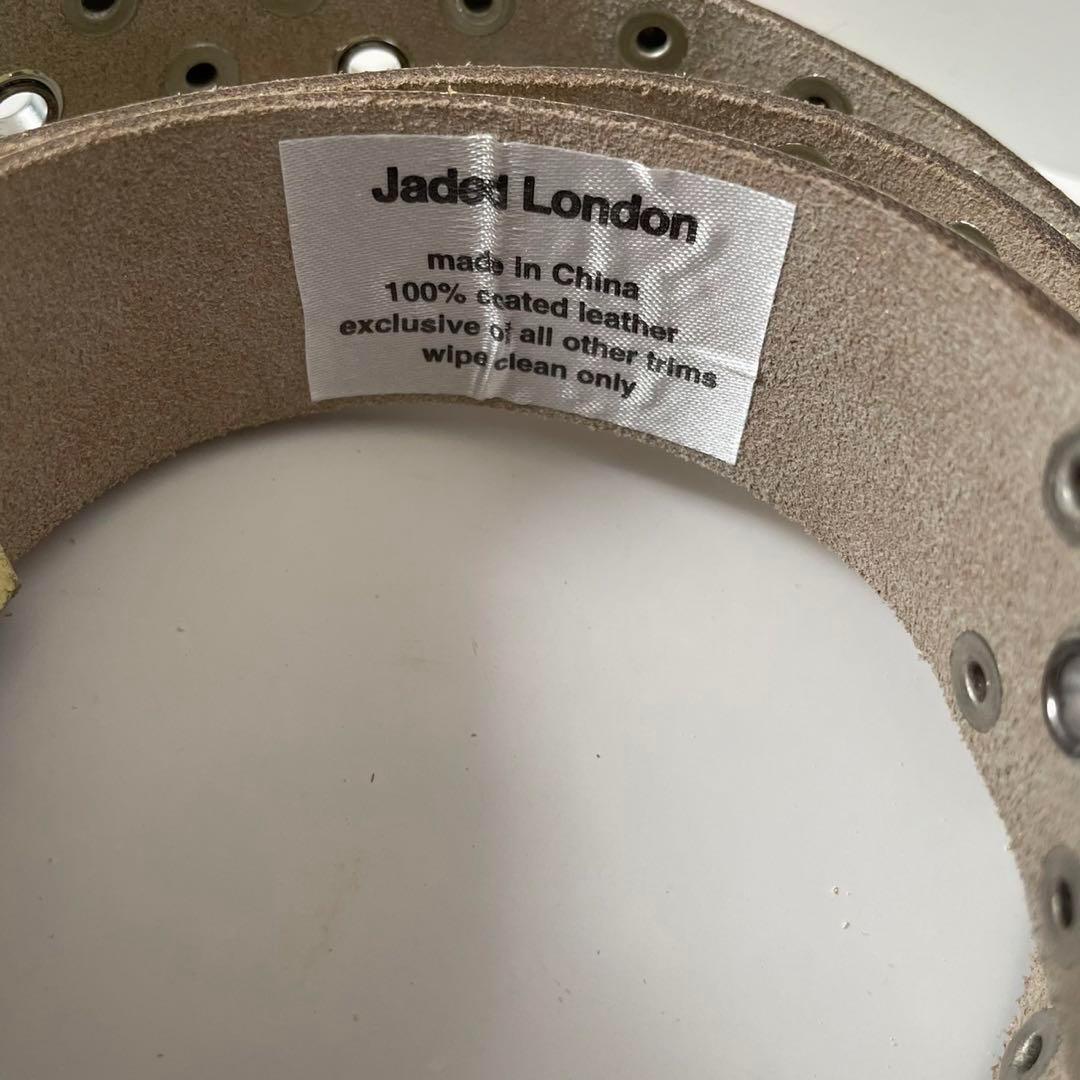 Jaded London
made in China
100% coated leather
exclusive of all other trims
wipe clean only